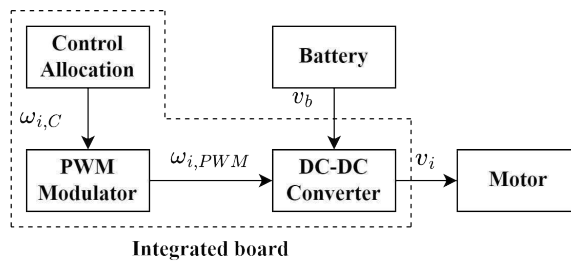 Control
Allocation
Battery
ω_{i,C}
v_b
PWM
Modulator
ω_{i,PWM}
DC-DC
Converter
v_i
Motor
Integrated board